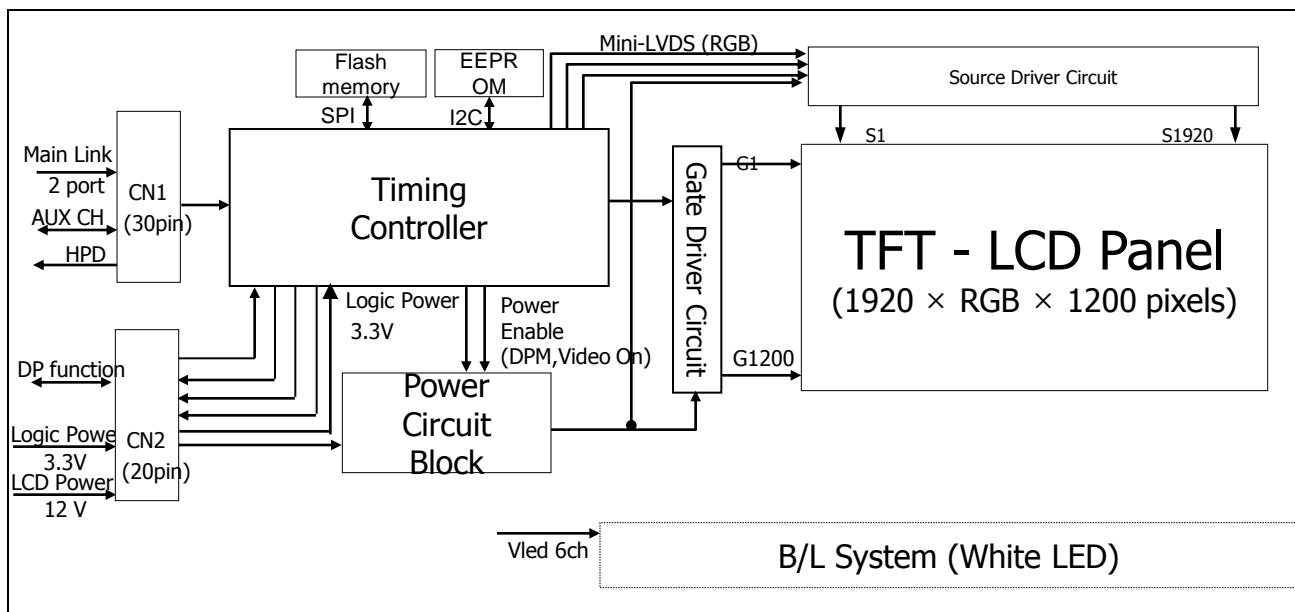 Mini-LVDS (RGB)
Flash
memory
EEPR
OM
Source Driver Circuit
SPI
I2C
S1
S1920
Main Link
2 port
CN1
(30pin)
AUX CH
HPD
Timing
Controller
Gate Driver Circuit
G1
TFT - LCD Panel
(1920 × RGB × 1200 pixels)
G1200
Logic Power
3.3V
Power
Enable
(DPM,Video On)
DP function
Power
Circuit
Block
Logic Powe
3.3V
CN2
(20pin)
LCD Power
12 V
Vled 6ch
B/L System (White LED)